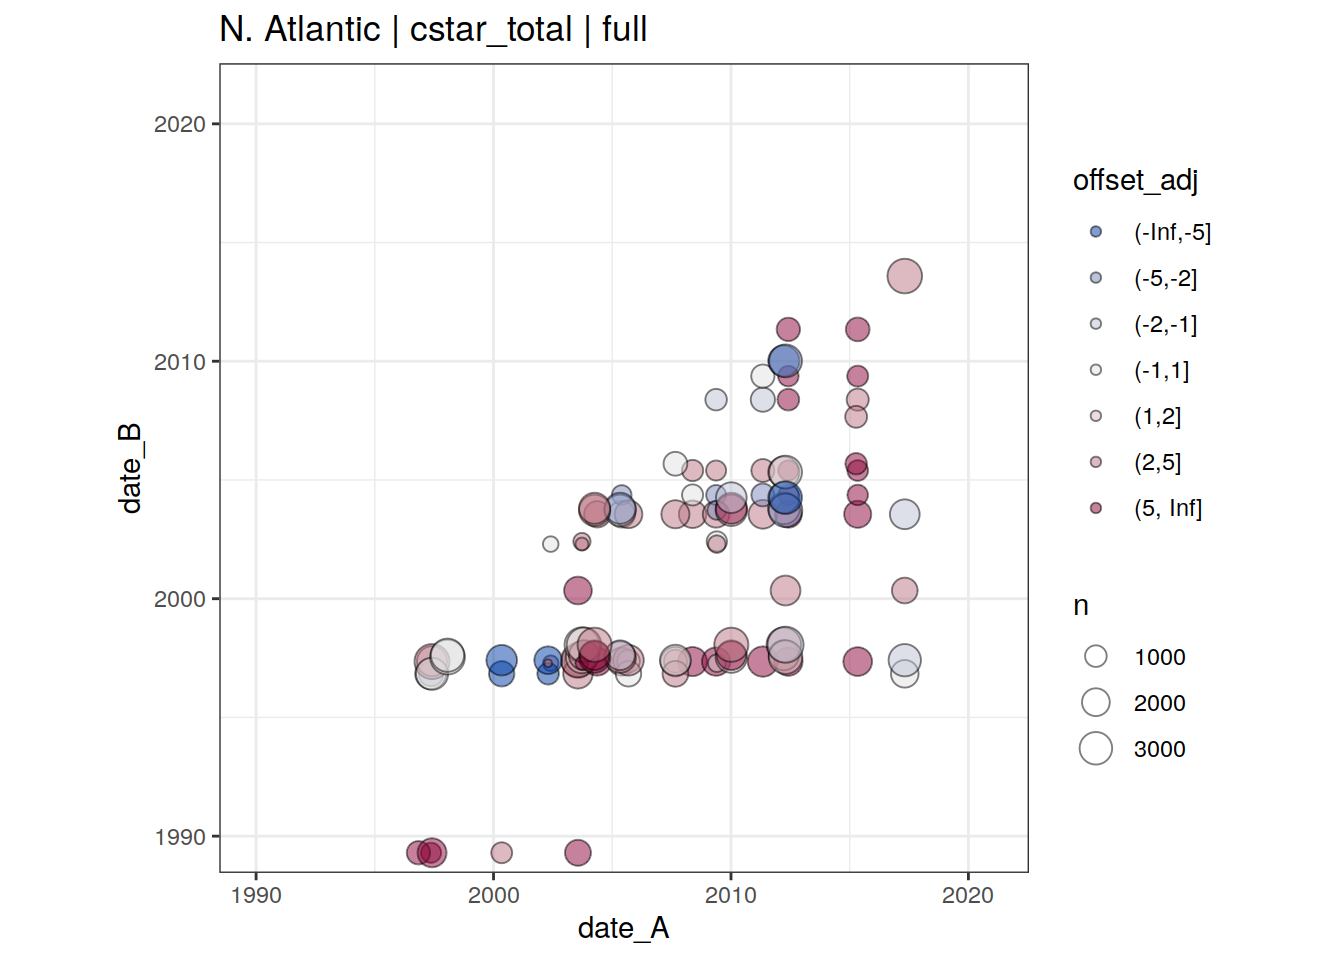 N. Atlantic | cstar_total | full
2020
2010
2000
1990
date_B
1990
2000
2010
2020
date_A
offset_adj
(-Inf,-5]
(-5,-2]
(-2,-1]
(-1,1]
(1,2]
(2,5]
(5, Inf]
n
1000
2000
3000